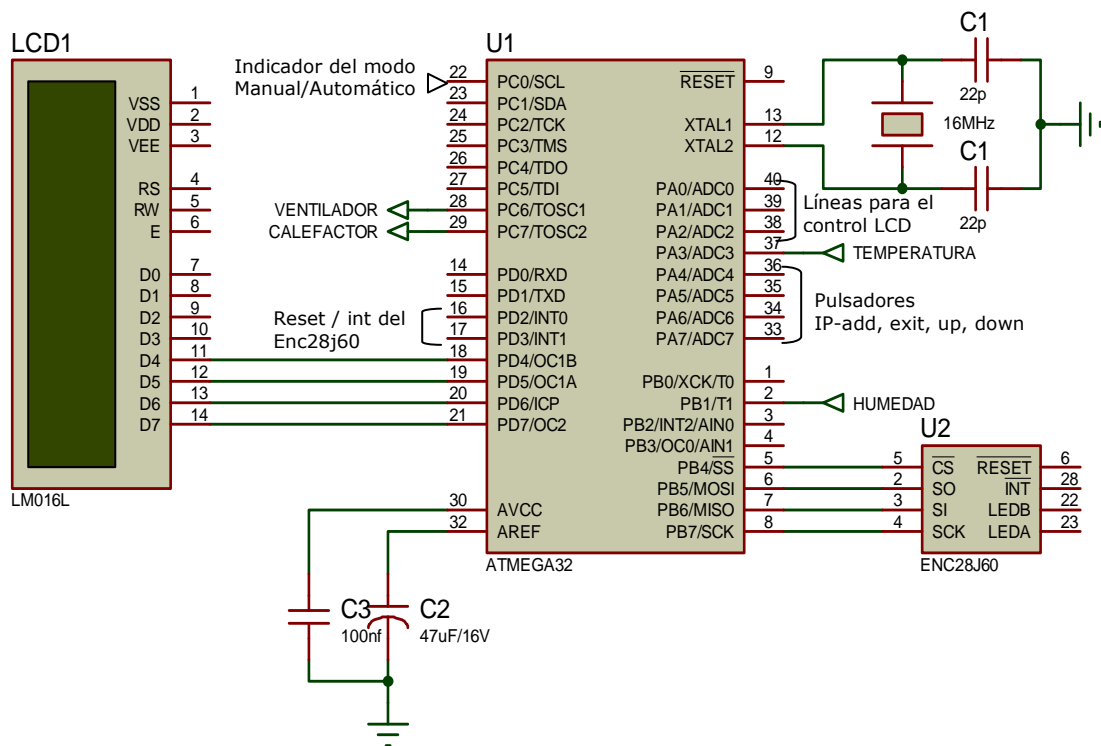 LCD1
VSS 1
VDD 2
VEE 3
RS 4
RW 5
E 6
D0 7
D1 8
D2 9
D3 10
D4 11
D5 12
D6 13
D7 14
LM016L
Indicador del modo
Manual/Automático
VENTILADOR
CALEFACTOR
Reset / int del
Enc28j60
U1
22 PC0/SCL
23 PC1/SDA
24 PC2/TCK
25 PC3/TMS
26 PC4/TDO
27 PC5/TDI
28 PC6/TOSC1
29 PC7/TOSC2
14 PD0/RXD
15 PD1/TXD
16 PD2/INT0
17 PD3/INT1
18 PD4/OC1B
19 PD5/OC1A
20 PD6/ICP
21 PD7/OC2
30 AVCC
32 AREF
RESET 9
XTAL1 13
XTAL2 12
PA0/ADC0 40
PA1/ADC1 39
PA2/ADC2 38
PA3/ADC3 37
PA4/ADC4 36
PA5/ADC5 35
PA6/ADC6 34
PA7/ADC7 33
PB0/XCK/T0 1
PB1/T1 2
PB2/INT2/AIN0 3
PB3/OC0/AIN1 4
PB4/SS 5
PB5/MOSI 6
PB6/MISO 7
PB7/SCK 8
ATMEGA32
C1
22p
16MHz
C1
22p
Líneas para el
control LCD
TEMPERATURA
Pulsadores
IP-add, exit, up, down
HUMEDAD
U2
5 CS
2 SO
3 SI
4 SCK
RESET 6
INT 28
LEDB 22
LEDA 23
ENC28J60
C3
100nf
C2
47uF/16V